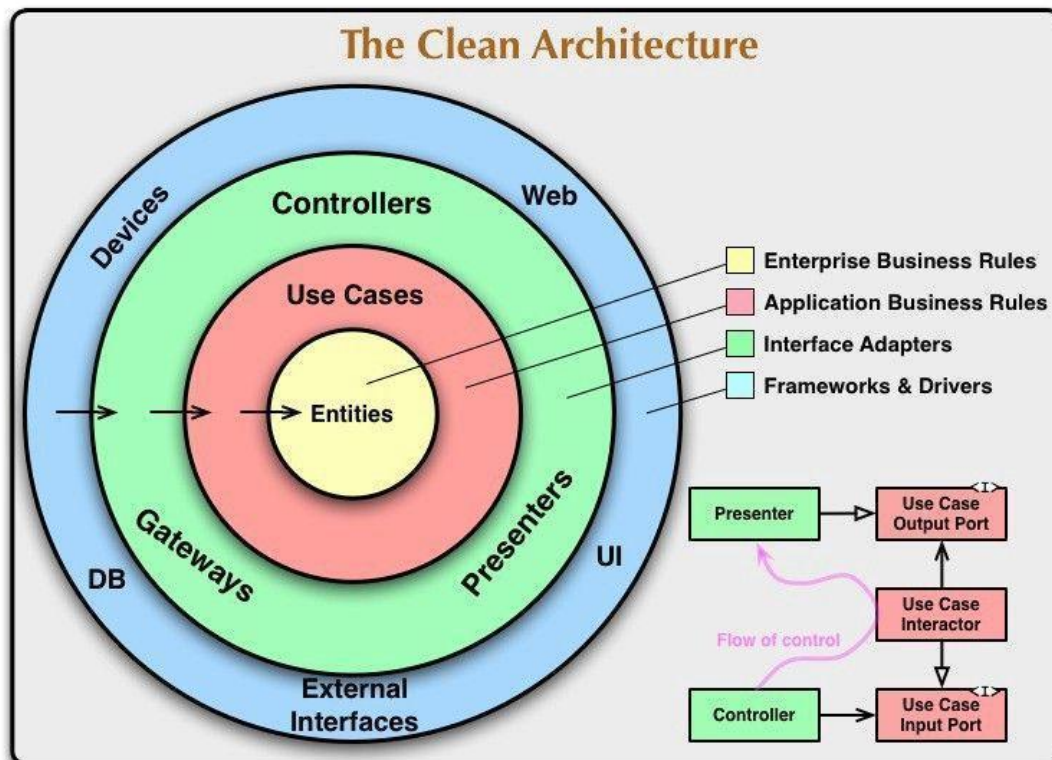 The Clean Architecture
Devices
Controllers
Web
Use Cases
Entities
Gateways
Presenters
DB
UI
External
Interfaces
Enterprise Business Rules
Application Business Rules
Interface Adapters
Frameworks & Drivers
Presenter
<I>
Use Case
Output Port
Use Case
Interactor
Flow of control
Controller
<I>
Use Case
Input Port